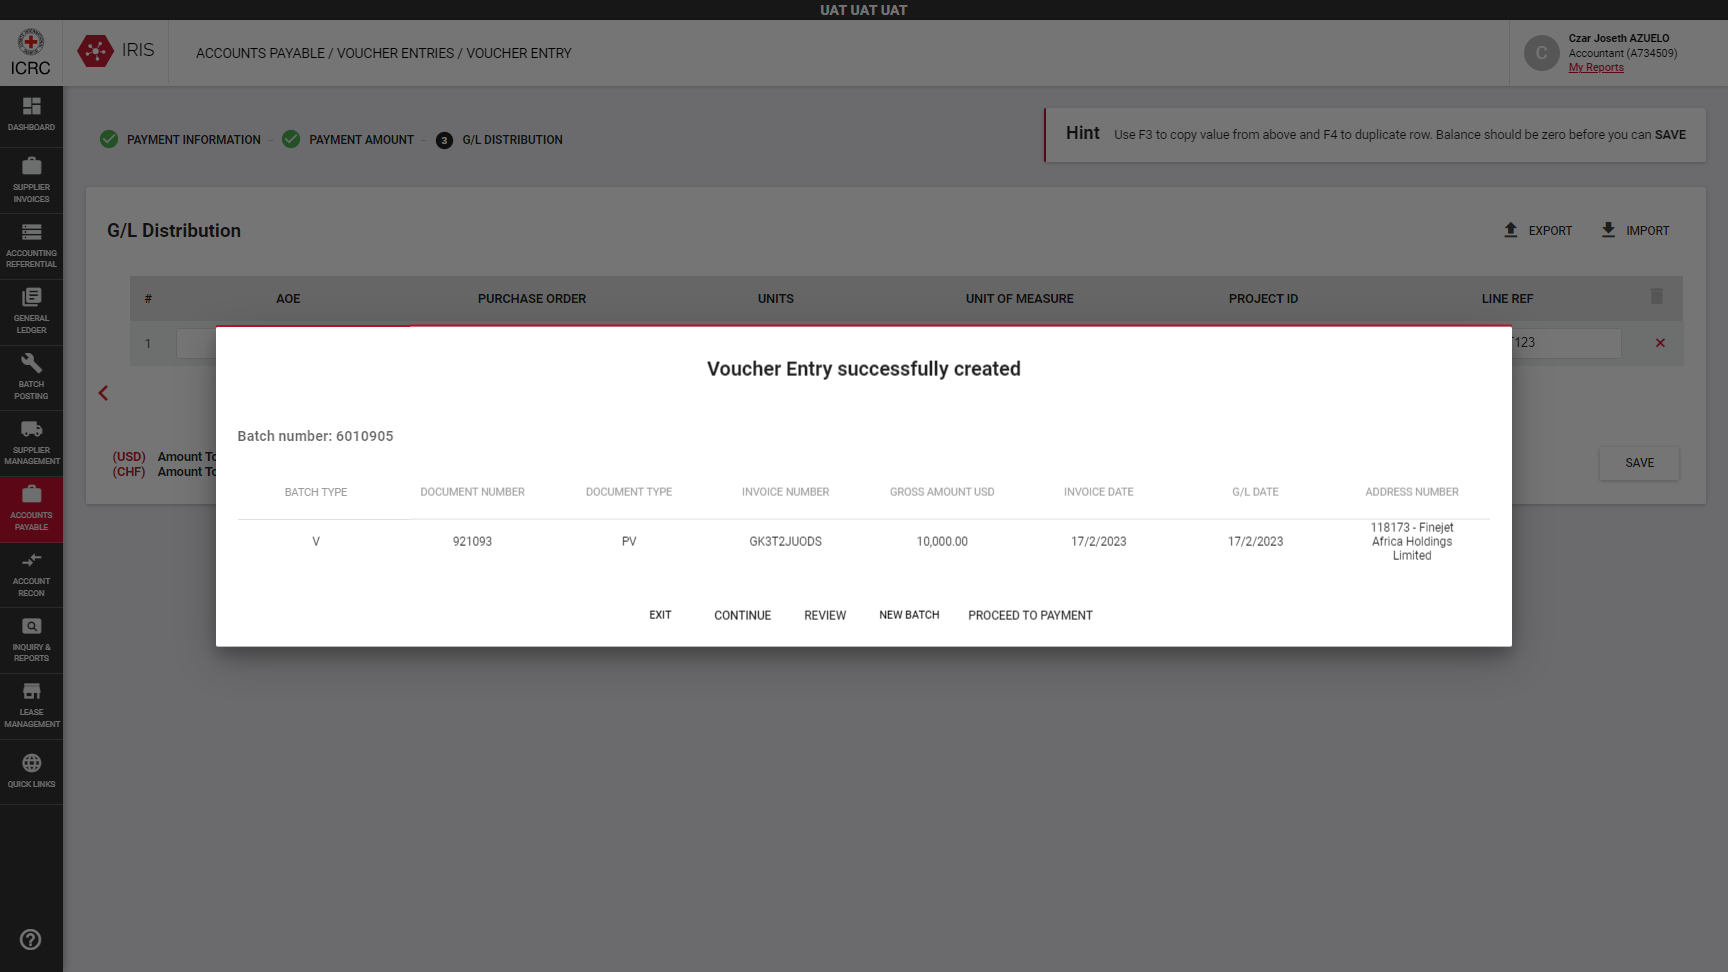 UAT UAT UAT
ICRC
IRIS
ACCOUNTS PAYABLE / VOUCHER ENTRIES / VOUCHER ENTRY
C
Czar Joseth AZUELO
Accountant (A734509)
My Reports
DASHBOARD
SUPPLIER
INVOICES
ACCOUNTING
REFERENTIAL
GENERAL
LEDGER
BATCH
POSTING
SUPPLIER
MANAGEMENT
ACCOUNTS
PAYABLE
ACCOUNT
RECON
INQUIRY &
REPORTS
LEASE
MANAGEMENT
QUICK LINKS
PAYMENT INFORMATION
PAYMENT AMOUNT
3 G/L DISTRIBUTION
Hint Use F3 to copy value from above and F4 to duplicate row. Balance should be zero before you can SAVE
G/L Distribution
EXPORT
IMPORT
# AOE PURCHASE ORDER UNITS UNIT OF MEASURE PROJECT ID LINE REF
1 123
(USD) Amount To
(CHF) Amount To
SAVE
Voucher Entry successfully created
Batch number: 6010905
BATCH TYPE DOCUMENT NUMBER DOCUMENT TYPE INVOICE NUMBER GROSS AMOUNT USD INVOICE DATE G/L DATE ADDRESS NUMBER
V 921093 PV GK3T2JUODS 10,000.00 17/2/2023 17/2/2023 118173 - Finejet
Africa Holdings
Limited
EXIT CONTINUE REVIEW NEW BATCH PROCEED TO PAYMENT